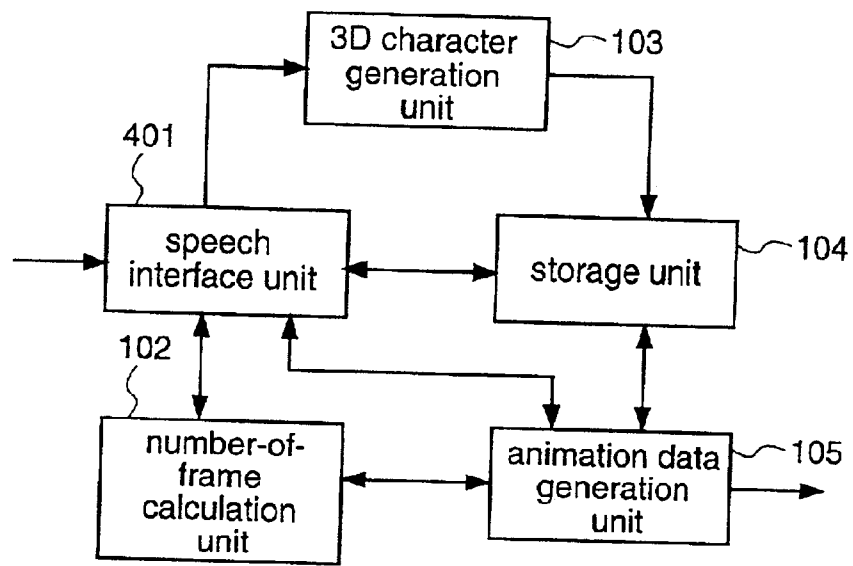 3D character
generation
unit
103
401
speech
interface unit
storage unit
104
102
number-of-
frame
calculation
unit
animation data
generation
unit
105